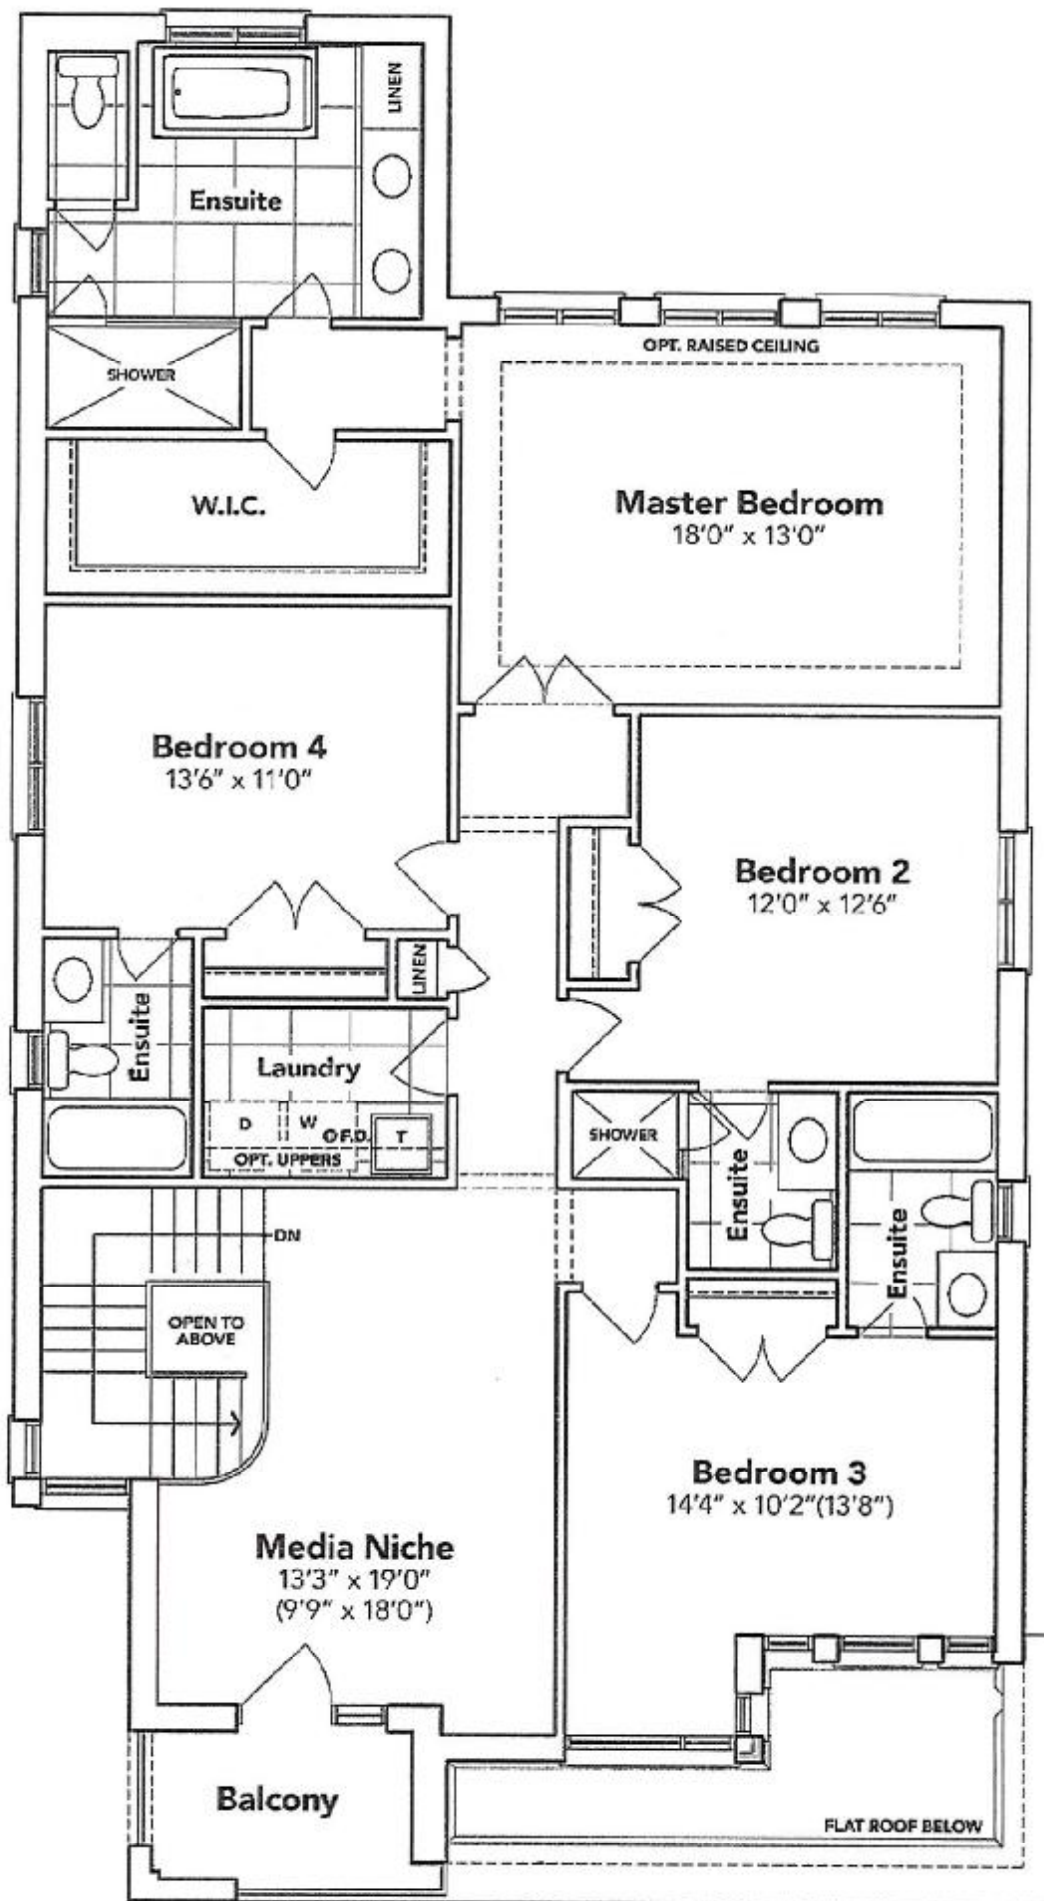 LINEN
Ensuite
OPT. RAISED CEILING
SHOWER
W.I.C.
Master Bedroom
18'0" x 13'0"
Bedroom 4
13'6" x 11'0"
Bedroom 2
12'0" x 12'6"
LINEN
Ensuite
Laundry
D
W
O F.D.
T
OPT. UPPERS
SHOWER
Ensuite
Ensuite
DN
OPEN TO
ABOVE
Bedroom 3
14'4" x 10'2"(13'8")
Media Niche
13'3" x 19'0"
(9'9" x 18'0")
Balcony
FLAT ROOF BELOW